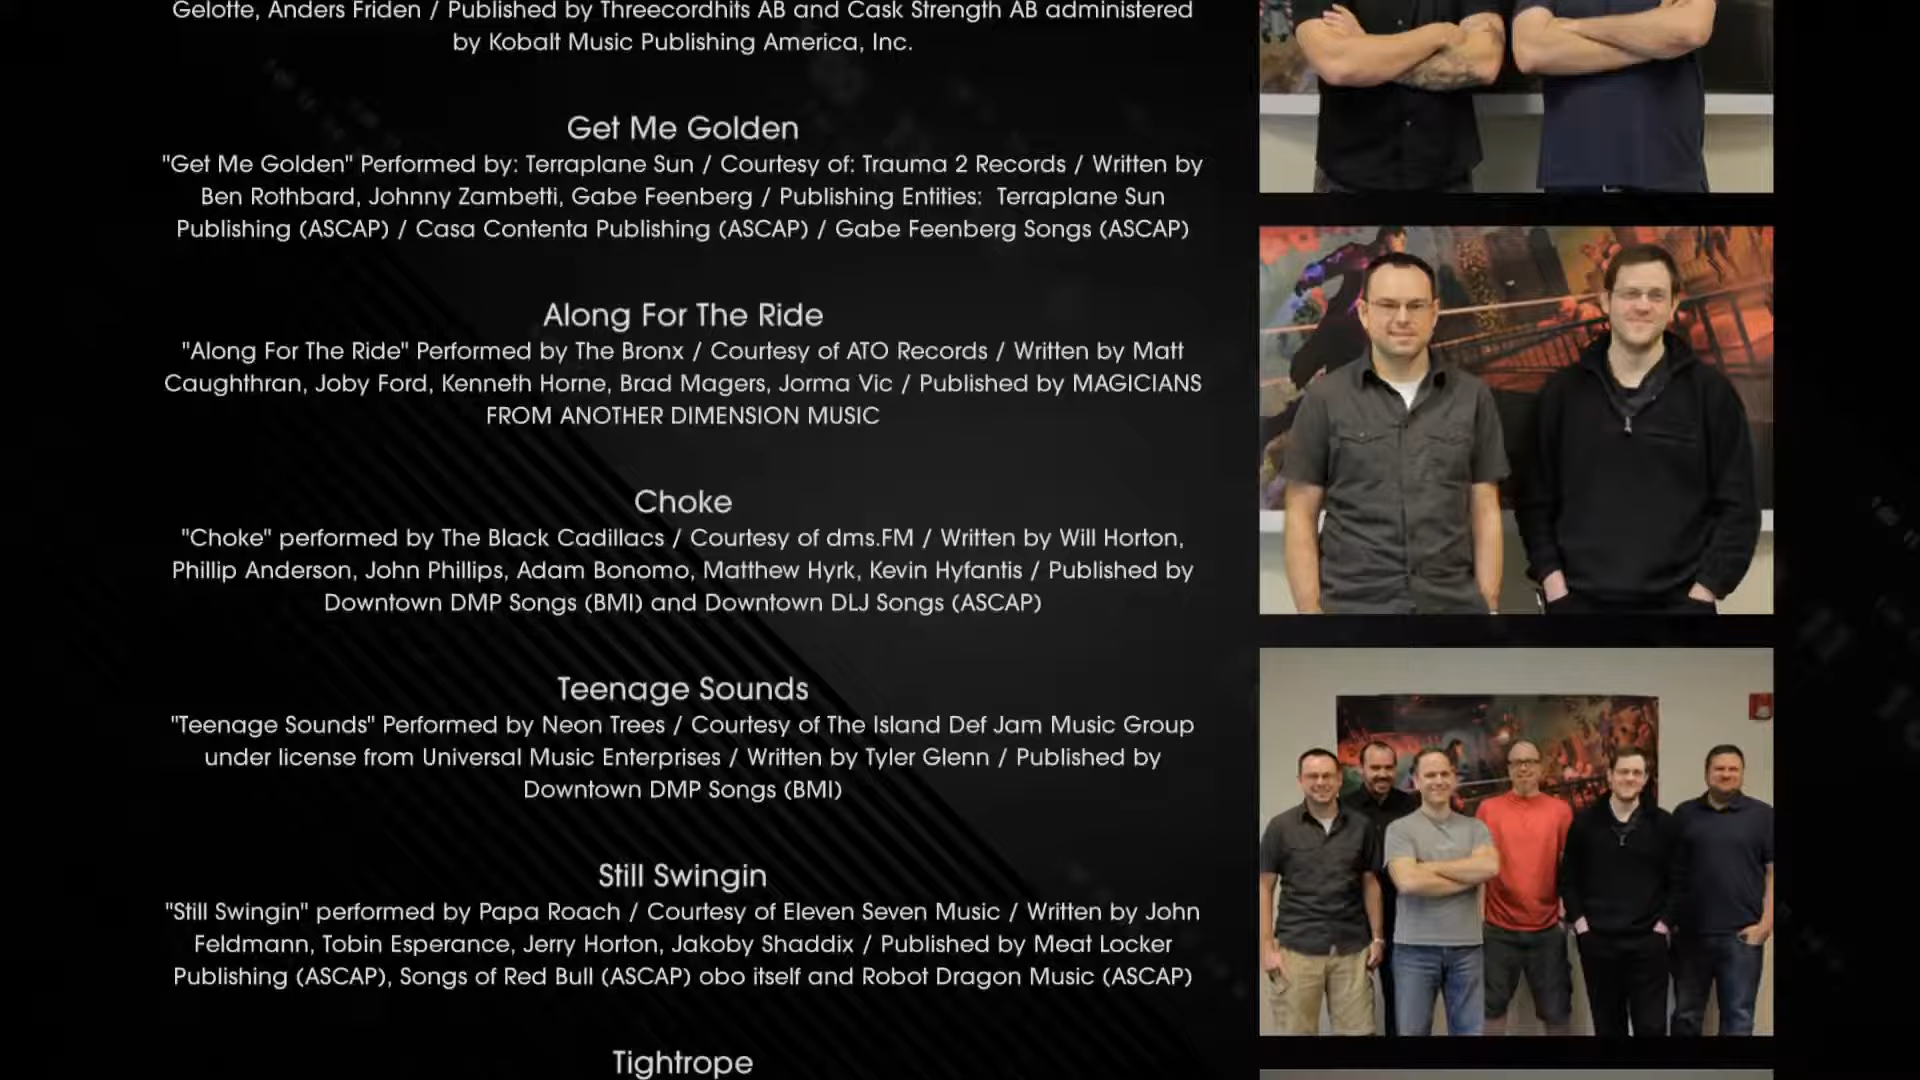 Gelotte, Anders Friden / Published by Threecordhits AB and Cask Strength AB administered
by Kobalt Music Publishing America, Inc.
Get Me Golden
"Get Me Golden" Performed by: Terraplane Sun / Courtesy of: Trauma 2 Records / Written by
Ben Rothbard, Johnny Zambetti, Gabe Feenberg / Publishing Entities:  Terraplane Sun
Publishing (ASCAP) / Casa Contenta Publishing (ASCAP) / Gabe Feenberg Songs (ASCAP)
Along For The Ride
"Along For The Ride" Performed by The Bronx / Courtesy of ATO Records / Written by Matt
Caughthran, Joby Ford, Kenneth Horne, Brad Magers, Jorma Vic / Published by MAGICIANS
FROM ANOTHER DIMENSION MUSIC
Choke
"Choke" performed by The Black Cadillacs / Courtesy of dms.FM / Written by Will Horton,
Phillip Anderson, John Phillips, Adam Bonomo, Matthew Hyrk, Kevin Hyfantis / Published by
Downtown DMP Songs (BMI) and Downtown DLJ Songs (ASCAP)
Teenage Sounds
"Teenage Sounds" Performed by Neon Trees / Courtesy of The Island Def Jam Music Group
under license from Universal Music Enterprises / Written by Tyler Glenn / Published by
Downtown DMP Songs (BMI)
Still Swingin
"Still Swingin" performed by Papa Roach / Courtesy of Eleven Seven Music / Written by John
Feldmann, Tobin Esperance, Jerry Horton, Jakoby Shaddix / Published by Meat Locker
Publishing (ASCAP), Songs of Red Bull (ASCAP) obo itself and Robot Dragon Music (ASCAP)
Tightrope